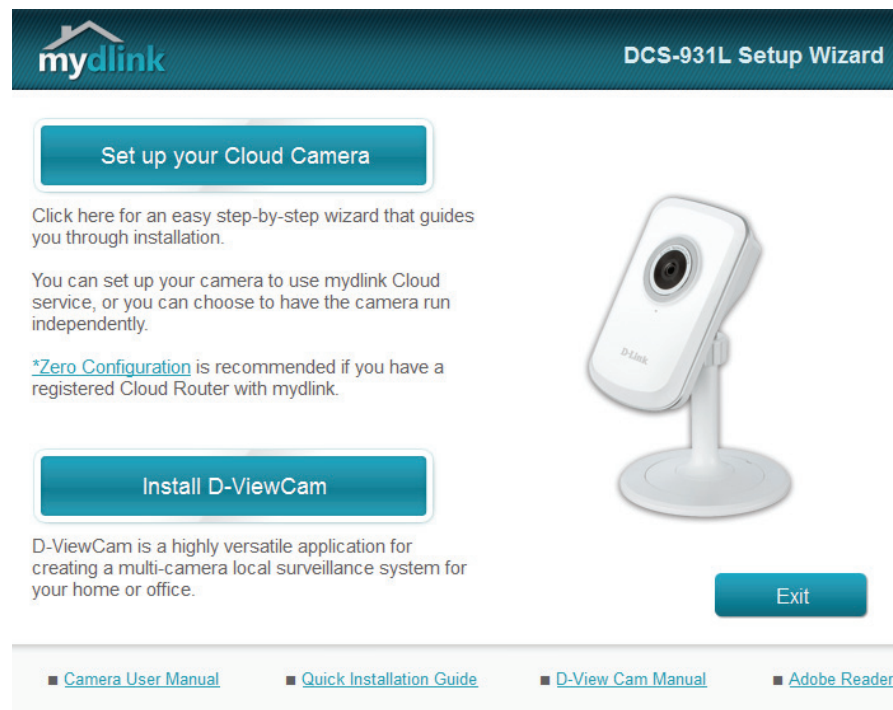 mydlink
DCS-931L Setup Wizard
Set up your Cloud Camera
Click here for an easy step-by-step wizard that guides
you through installation.
You can set up your camera to use mydlink Cloud
service, or you can choose to have the camera run
independently.
*Zero Configuration is recommended if you have a
registered Cloud Router with mydlink.
D-Link
Install D-ViewCam
D-ViewCam is a highly versatile application for
creating a multi-camera local surveillance system for
your home or office.
Exit
Camera User Manual
Quick Installation Guide
D-View Cam Manual
Adobe Reader